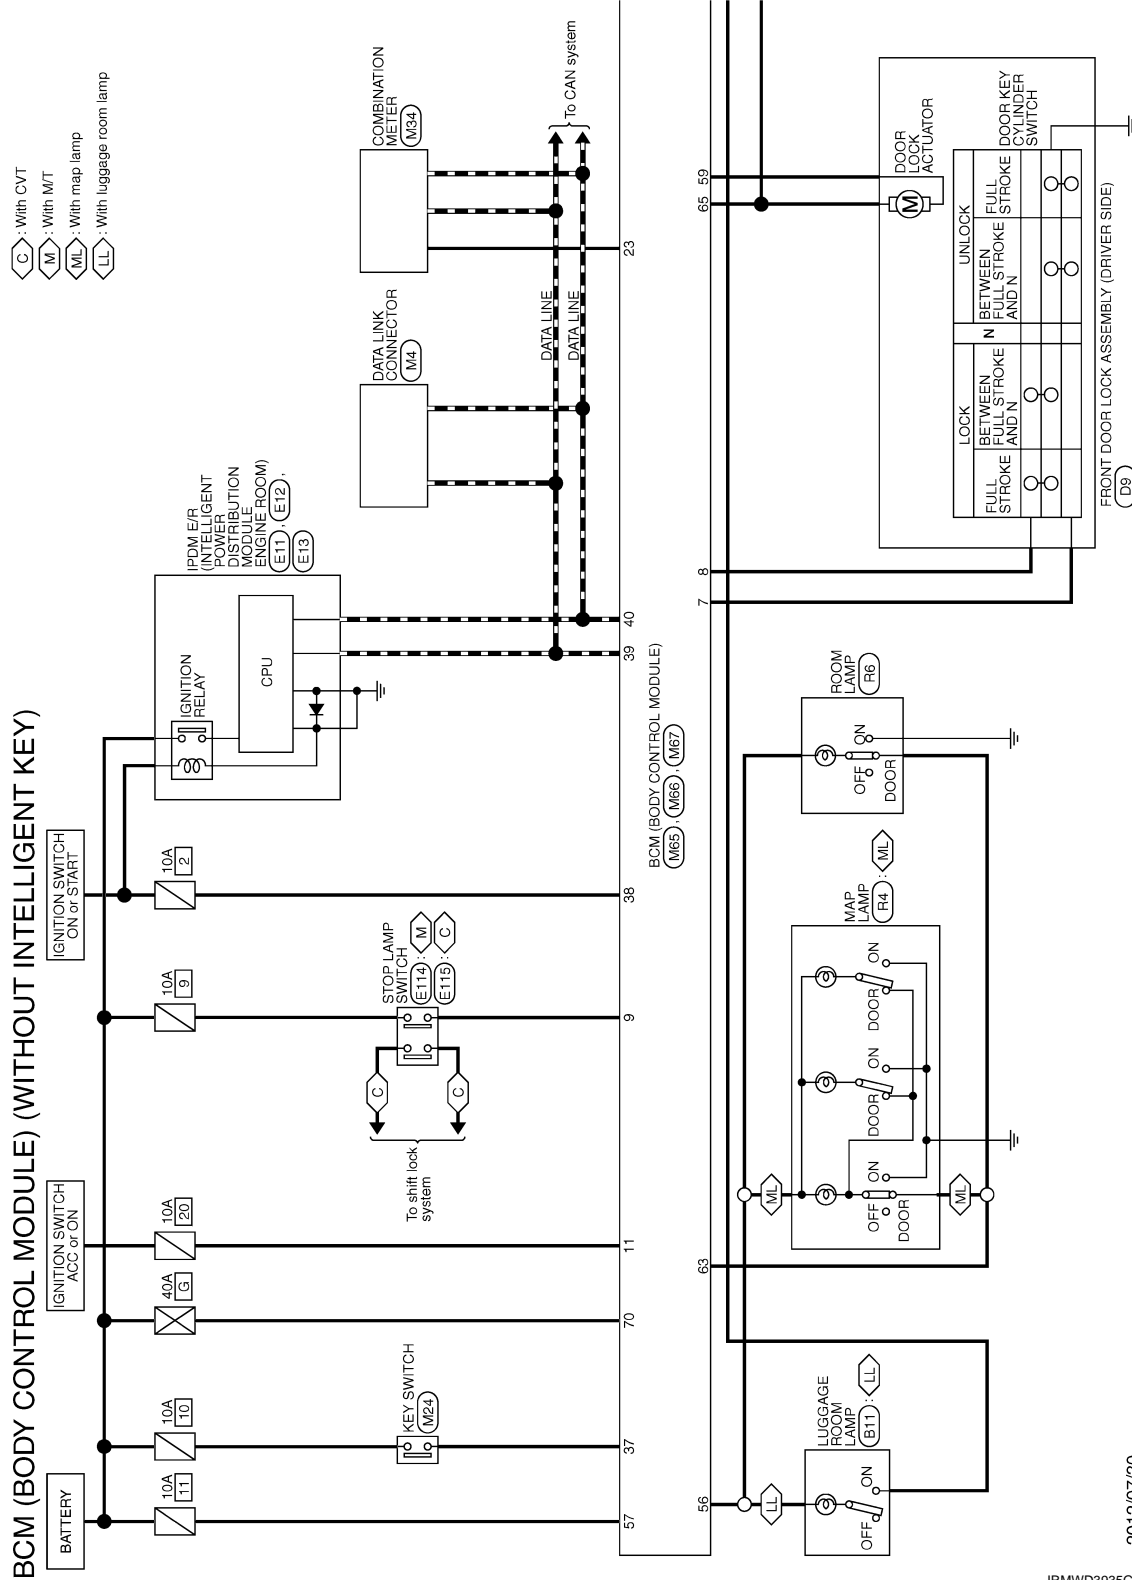 BCM (BODY CONTROL MODULE) (WITHOUT INTELLIGENT KEY)
C : With CVT
M : With M/T
ML : With map lamp
LL : With luggage room lamp
BATTERY
IGNITION SWITCH
ACC or ON
IGNITION SWITCH
ON or START
10A
11
10A
10
40A
G
10A
20
10A
9
10A
2
IGNITION
RELAY
CPU
IPDM E/R
(INTELLIGENT
POWER
DISTRIBUTION
MODULE
ENGINE ROOM)
E11 , E12 ,
E13
KEY SWITCH
M24
To shift lock
system
C
C
STOP LAMP
SWITCH
E114 : M
E115 : C
DATA LINK
CONNECTOR
M4
COMBINATION
METER
M34
DATA LINE
DATA LINE
To CAN system
57
37
70
11
9
38
39
40
23
BCM (BODY CONTROL MODULE)
M65 , M66 , M67
56
63
7
8
65
59
LL
LUGGAGE
ROOM
LAMP
B11 : LL
OFF
ON
ML
ML
MAP
LAMP
R4 : ML
OFF
ON
DOOR
DOOR
ON
DOOR
ON
ROOM
LAMP
R6
OFF
ON
DOOR
DOOR
LOCK
ACTUATOR
M
LOCK
N
UNLOCK
FULL
STROKE
BETWEEN
FULL STROKE
AND N
BETWEEN
FULL STROKE
AND N
FULL
STROKE
DOOR KEY
CYLINDER
SWITCH
FRONT DOOR LOCK ASSEMBLY (DRIVER SIDE)
D9